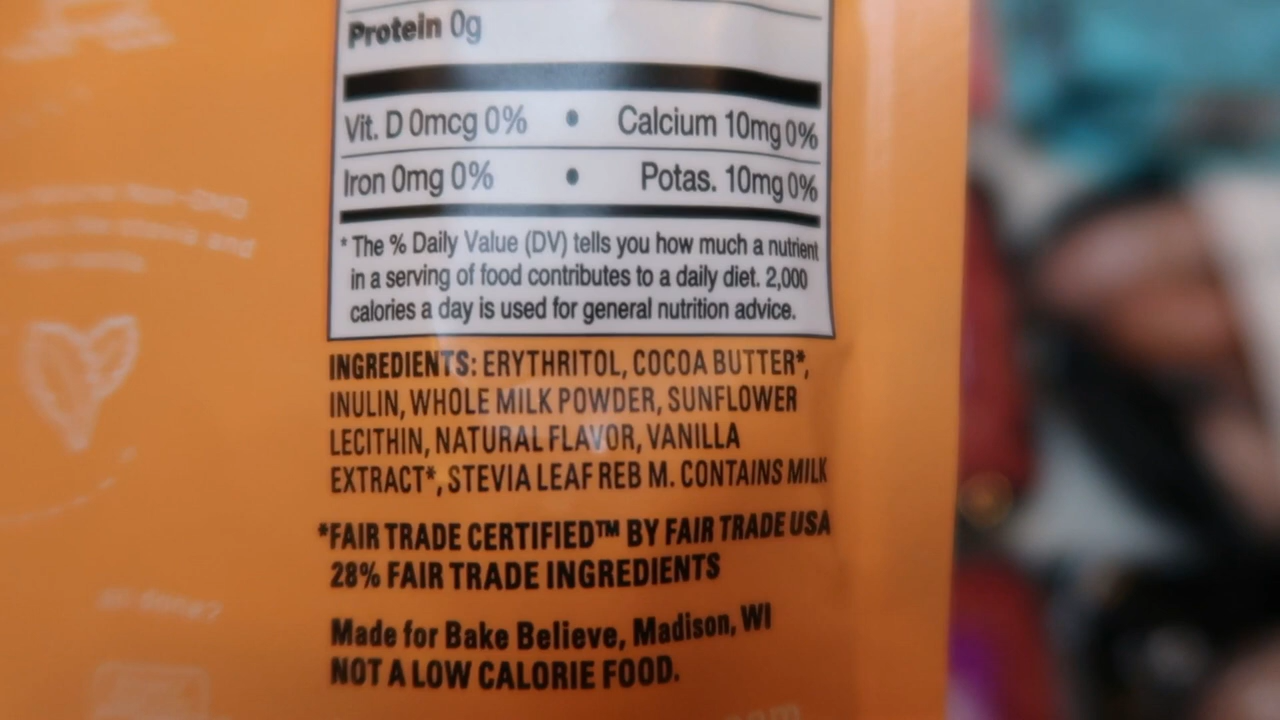 Protein 0g
Vit. D 0mcg 0% • Calcium 10mg 0%
Iron 0mg 0% • Potas. 10mg 0%
* The % Daily Value (DV) tells you how much a nutrient
in a serving of food contributes to a daily diet. 2,000
calories a day is used for general nutrition advice.
INGREDIENTS: ERYTHRITOL, COCOA BUTTER*,
INULIN, WHOLE MILK POWDER, SUNFLOWER
LECITHIN, NATURAL FLAVOR, VANILLA
EXTRACT*, STEVIA LEAF REB M. CONTAINS MILK
*FAIR TRADE CERTIFIED™ BY FAIR TRADE USA
28% FAIR TRADE INGREDIENTS
Made for Bake Believe, Madison, WI
NOT A LOW CALORIE FOOD.